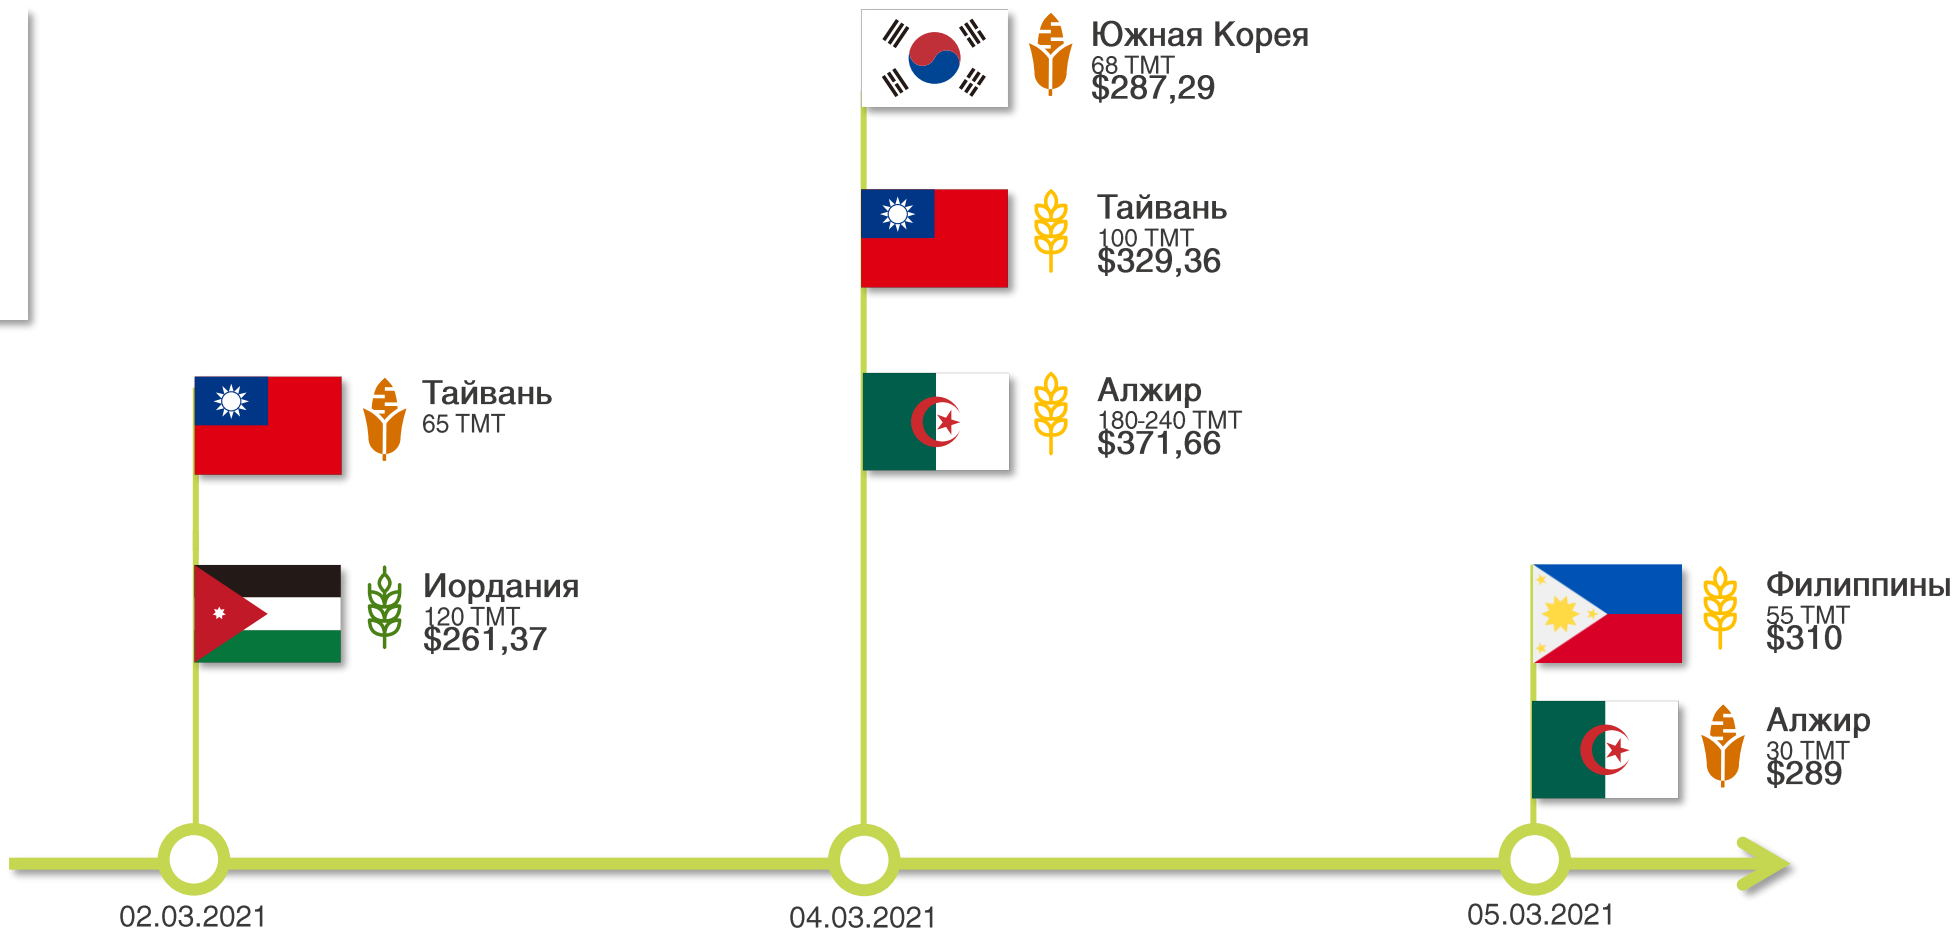 Южная Корея
68 ТМТ
$287,29
Тайвань
100 ТМТ
$329,36
Тайвань
65 ТМТ
Алжир
180-240 ТМТ
$371,66
Иордания
120 ТМТ
$261,37
Филиппины
55 ТМТ
$310
Алжир
30 ТМТ
$289
02.03.2021
04.03.2021
05.03.2021